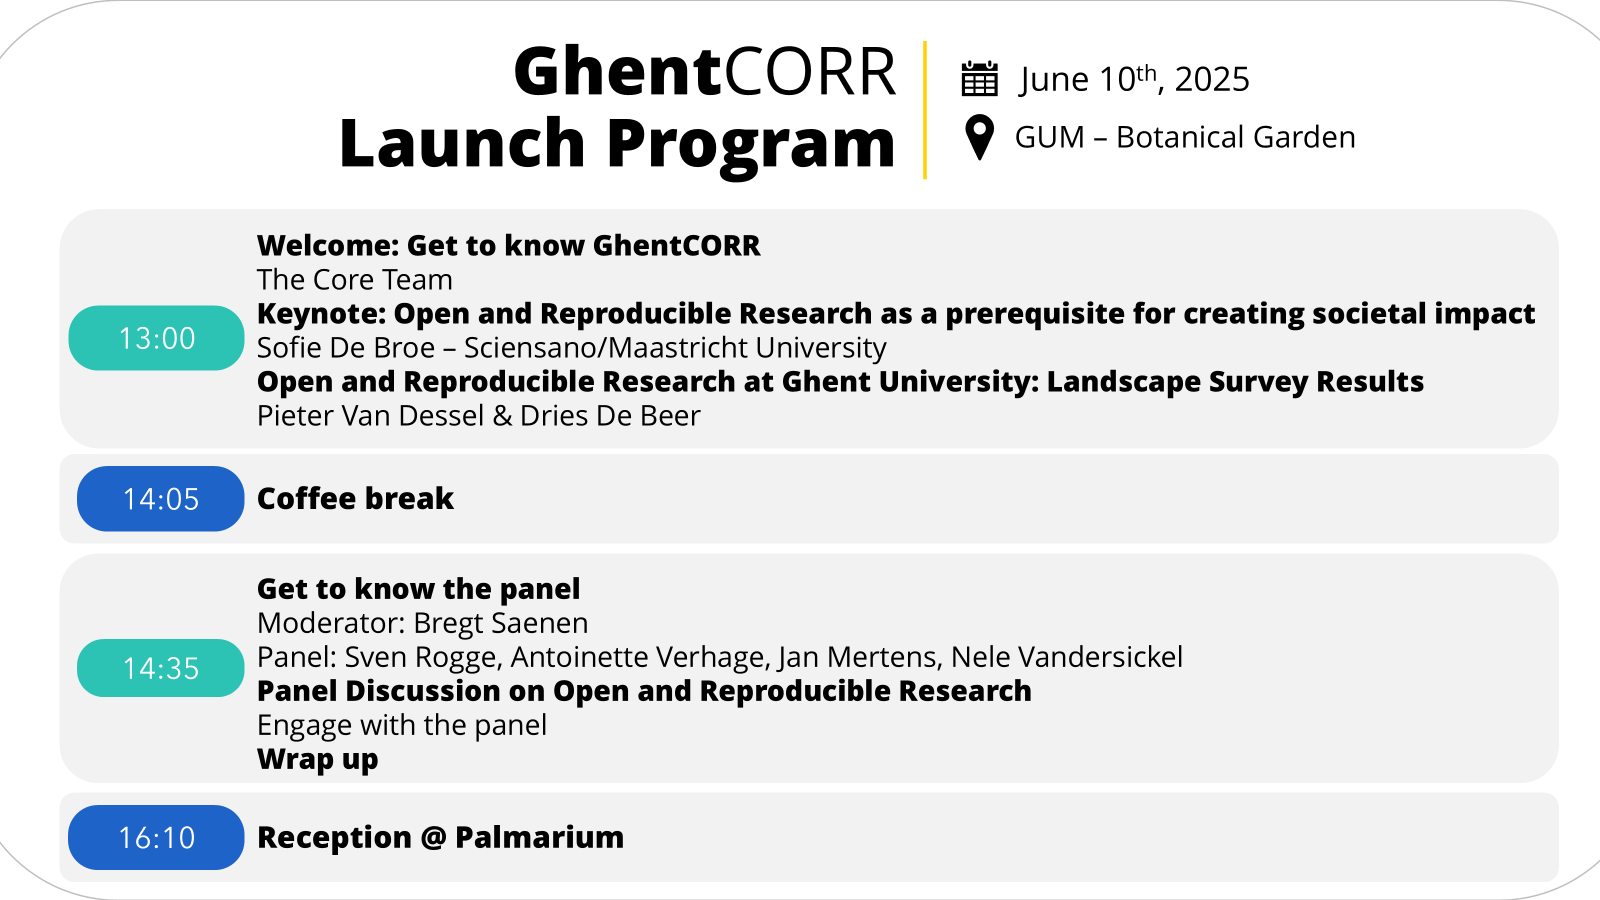 GhentCORR
Launch Program
June 10th, 2025
GUM – Botanical Garden
13:00
Welcome: Get to know GhentCORR
The Core Team
Keynote: Open and Reproducible Research as a prerequisite for creating societal impact
Sofie De Broe – Sciensano/Maastricht University
Open and Reproducible Research at Ghent University: Landscape Survey Results
Pieter Van Dessel & Dries De Beer
14:05
Coffee break
14:35
Get to know the panel
Moderator: Bregt Saenen
Panel: Sven Rogge, Antoinette Verhage, Jan Mertens, Nele Vandersickel
Panel Discussion on Open and Reproducible Research
Engage with the panel
Wrap up
16:10
Reception @ Palmarium